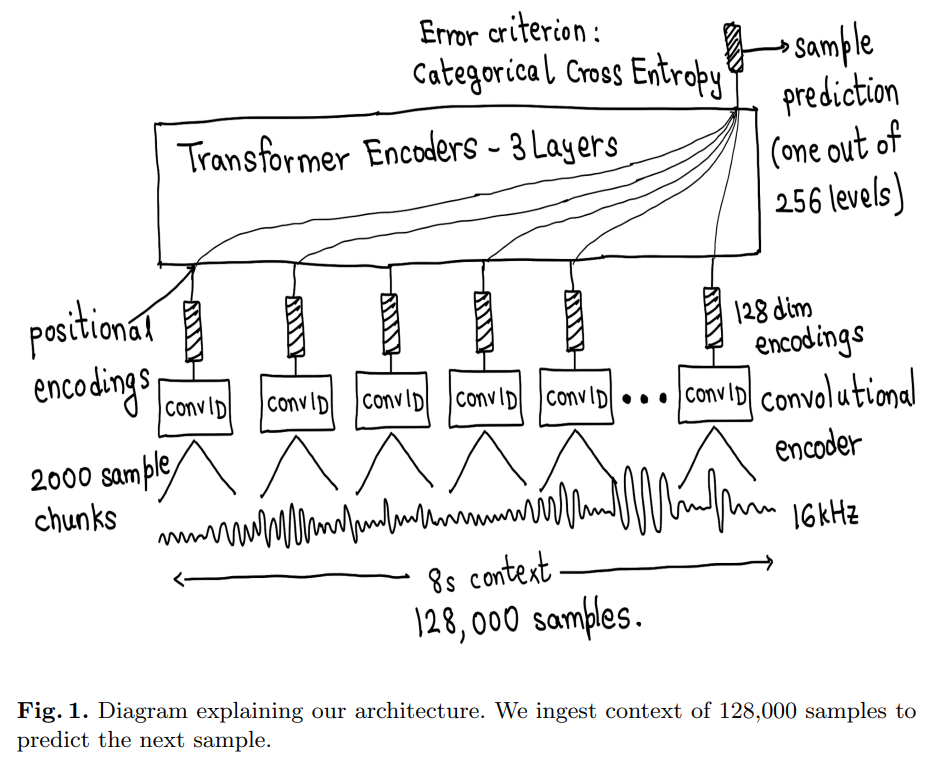 Error criterion:
Categorical Cross Entropy
sample
prediction
(one out of
256 levels)
Transformer Encoders - 3 Layers
positional
encodings
128 dim
encodings
Conv1D
Conv1D
Conv1D
Conv1D
Conv1D
Conv1D
convolutional
encoder
2000 sample
chunks
16kHz
8s context
128,000 samples.
Fig. 1. Diagram explaining our architecture. We ingest context of 128,000 samples to
predict the next sample.